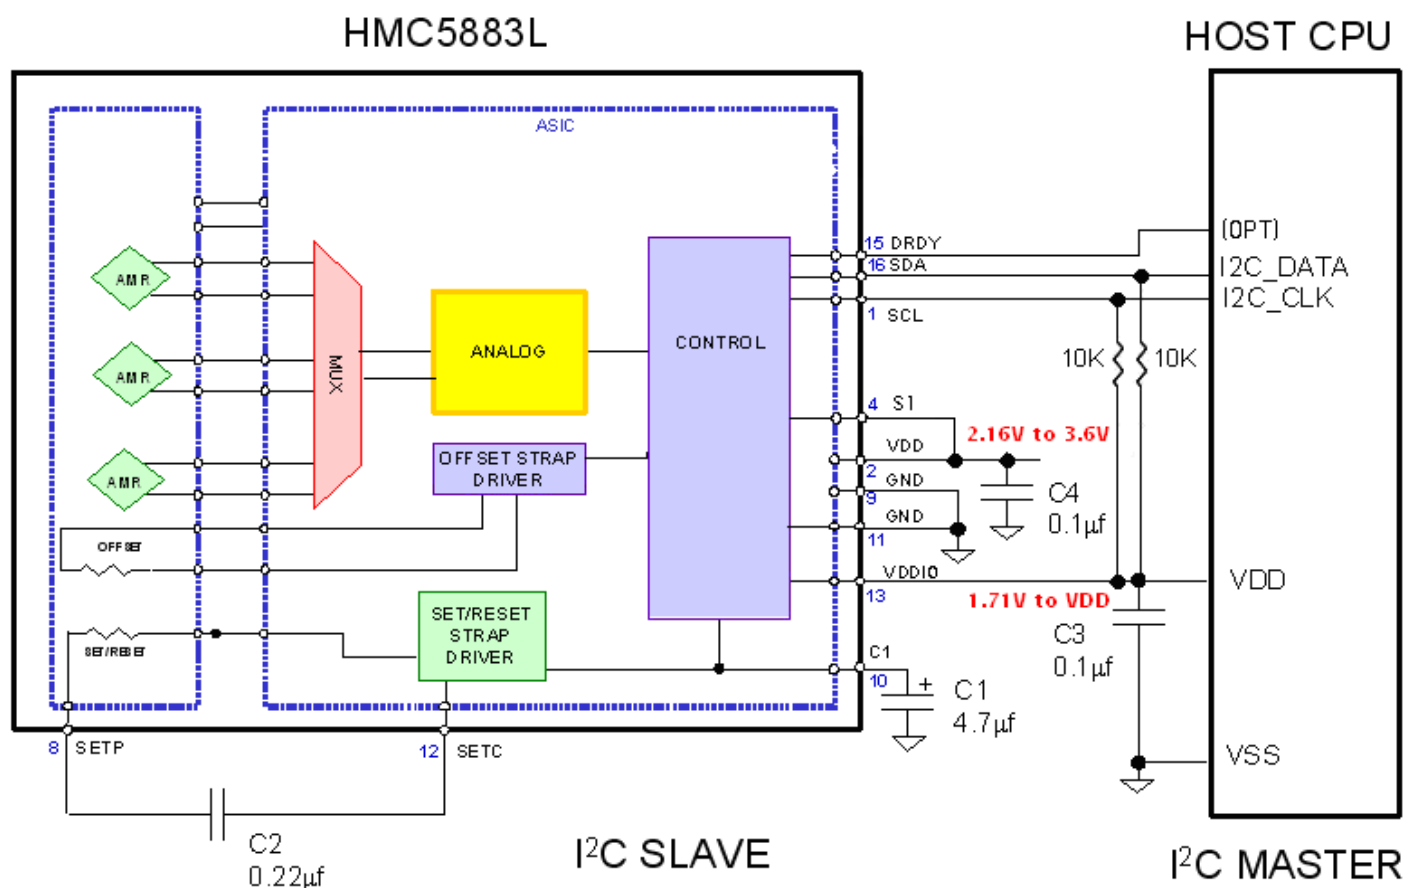 HMC5883L
HOST CPU
ASIC
AMR
AMR
AMR
MUX
ANALOG
CONTROL
OFFSET STRAP
DRIVER
OFFSET
SET/RESET
SET/RESET
STRAP
DRIVER
15 DRDY
16 SDA
1 SCL
4 S1
VDD
2
GND
9
GND
11
VDDIO
13
C1
10
(OPT)
I2C_DATA
I2C_CLK
10K
10K
2.16V to 3.6V
C4
0.1µf
1.71V to VDD
VDD
C3
0.1µf
+
C1
4.7µf
VSS
8 SETP
12 SETC
C2
0.22µf
I²C SLAVE
I²C MASTER